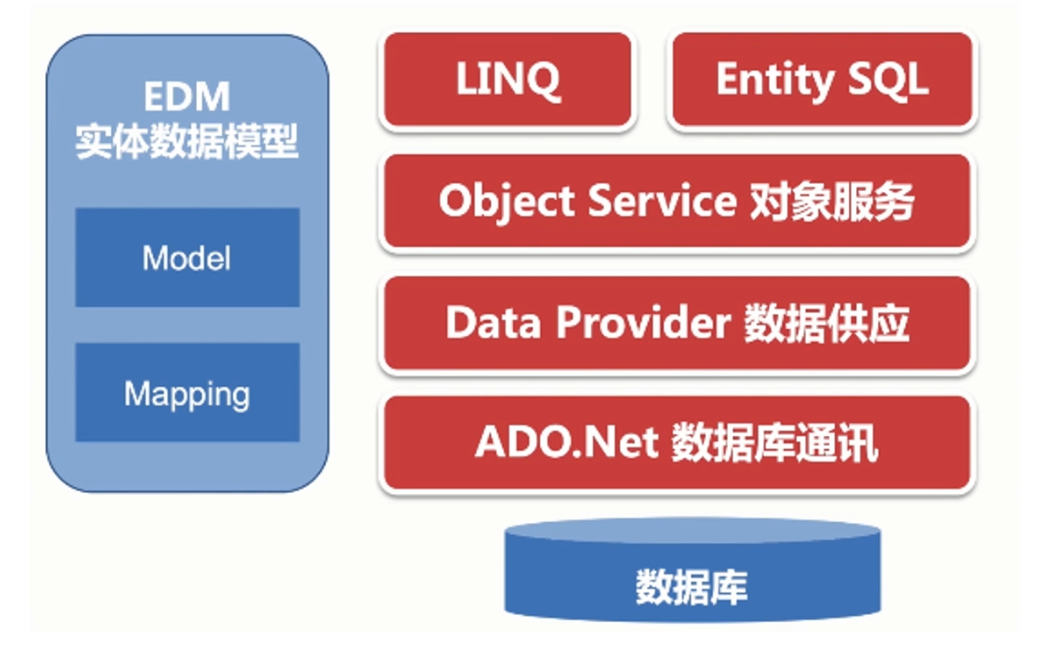 EDM
实体数据模型
Model
Mapping
LINQ
Entity SQL
Object Service 对象服务
Data Provider 数据供应
ADO.Net 数据库通讯
数据库